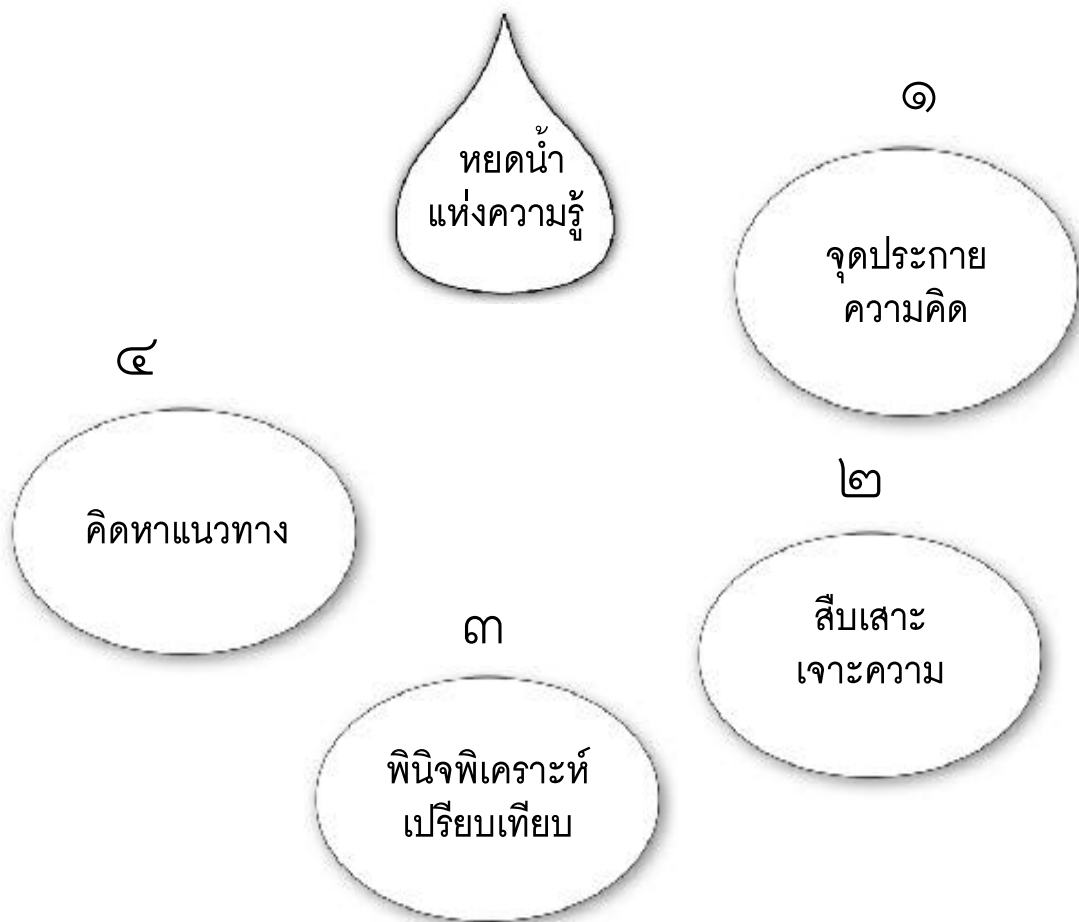 หยดน้ำ
แห่งความรู้
๑
จุดประกาย
ความคิด
๒
สืบเสาะ
เจาะความ
๓
พินิจพิเคราะห์
เปรียบเทียบ
๔
คิดหาแนวทาง